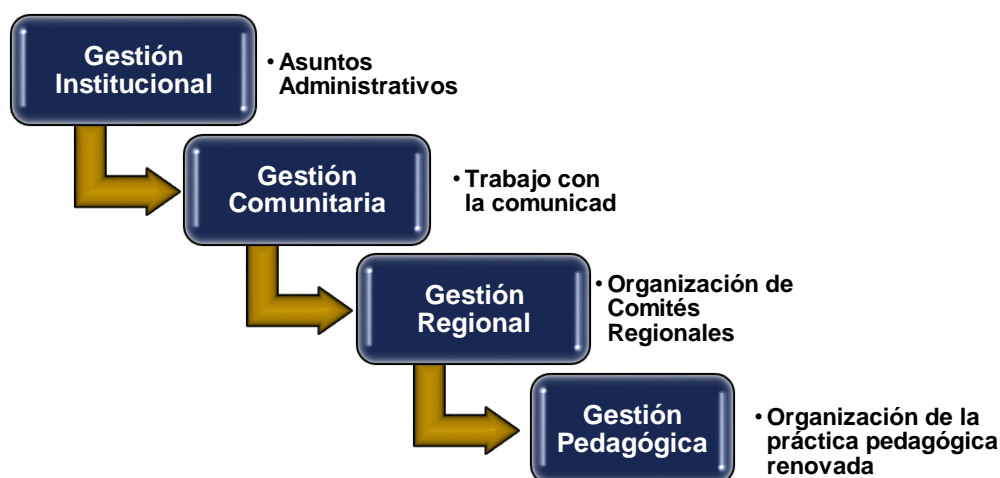 Gestión
Institucional
• Asuntos
Administrativos
Gestión
Comunitaria
• Trabajo con
la comunicad
Gestión
Regional
• Organización de
Comités
Regionales
Gestión
Pedagógica
• Organización de la
práctica pedagógica
renovada